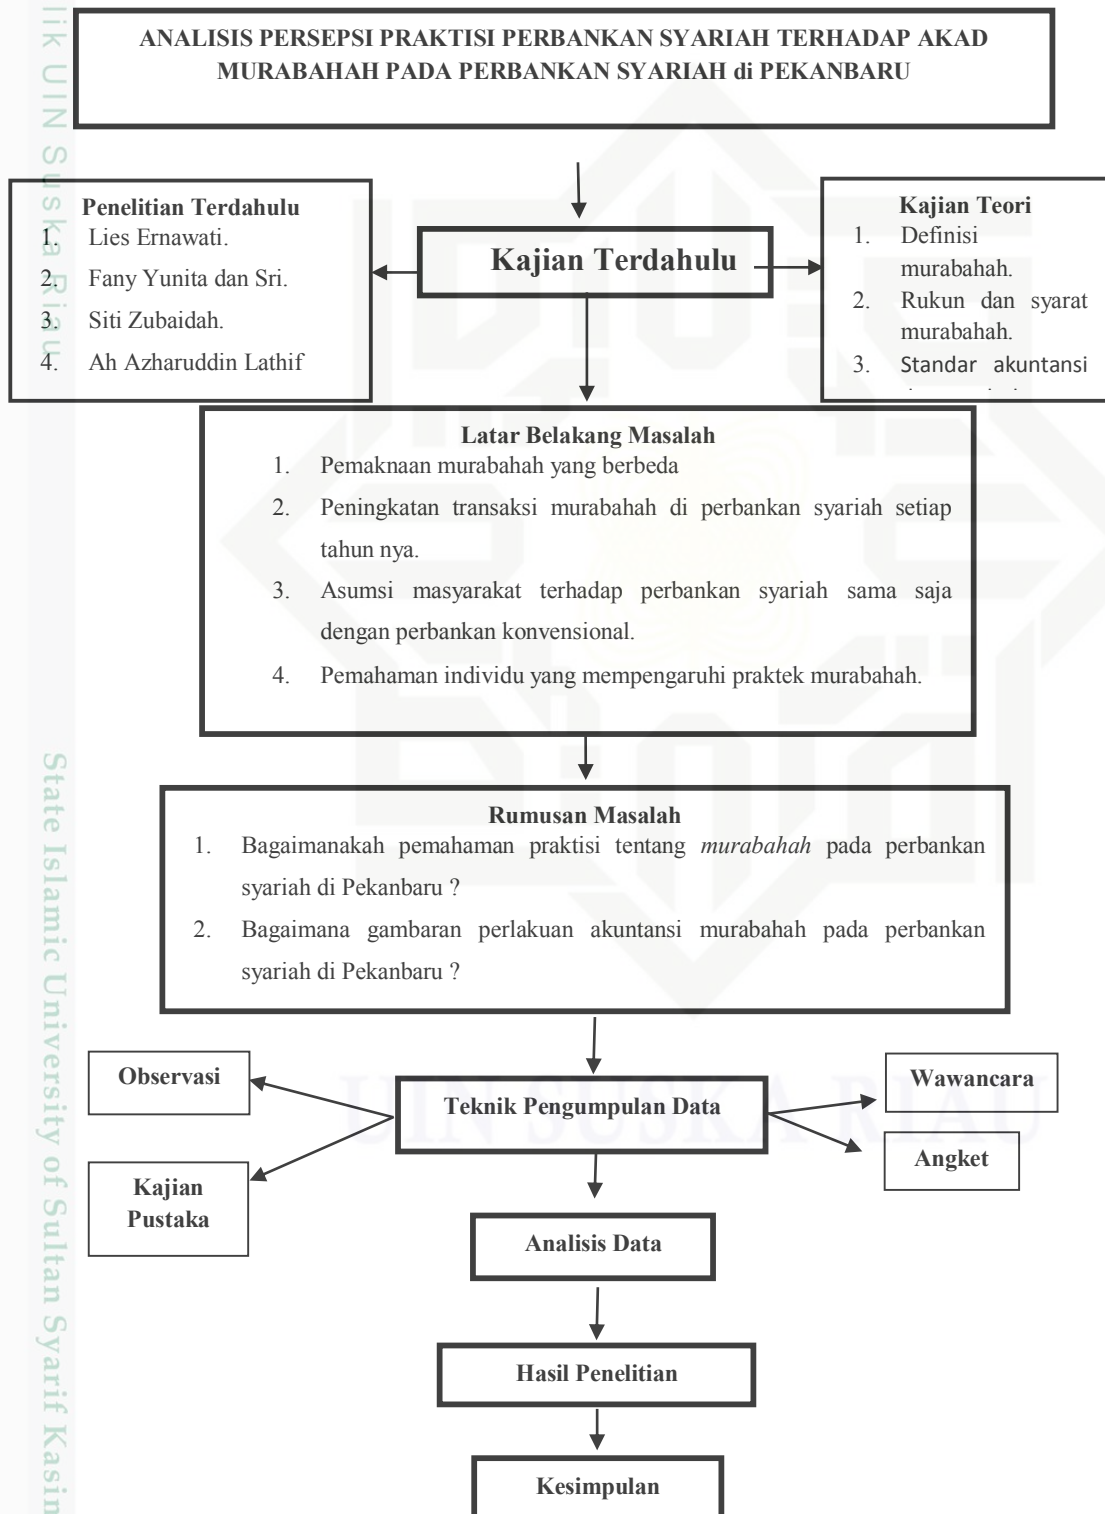 ANALISIS PERSEPSI PRAKTISI PERBANKAN SYARIAH TERHADAP AKAD
MURABAHAH PADA PERBANKAN SYARIAH di PEKANBARU
Penelitian Terdahulu
1. Lies Ernawati.
2. Fany Yunita dan Sri.
3. Siti Zubaidah.
4. Ah Azharuddin Lathif
Kajian Terdahulu
Kajian Teori
1. Definisi
murabahah.
2. Rukun dan syarat
murabahah.
3. Standar akuntansi
Latar Belakang Masalah
1. Pemaknaan murabahah yang berbeda
2. Peningkatan transaksi murabahah di perbankan syariah setiap
tahun nya.
3. Asumsi masyarakat terhadap perbankan syariah sama saja
dengan perbankan konvensional.
4. Pemahaman individu yang mempengaruhi praktek murabahah.
Rumusan Masalah
1. Bagaimanakah pemahaman praktisi tentang murabahah pada perbankan
syariah di Pekanbaru ?
2. Bagaimana gambaran perlakuan akuntansi murabahah pada perbankan
syariah di Pekanbaru ?
Observasi
Kajian
Pustaka
Teknik Pengumpulan Data
Wawancara
Angket
Analisis Data
Hasil Penelitian
Kesimpulan
UIN SUSKA RIAU
lik UIN Suska Riau
State Islamic University of Sultan Syarif Kasim